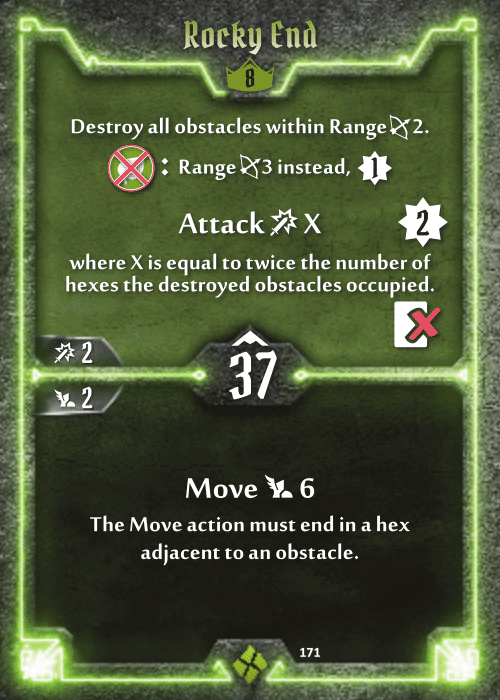 Rocky End
8
Destroy all obstacles within Range 2.
: Range 3 instead, 1
Attack X 2
where X is equal to twice the number of
hexes the destroyed obstacles occupied.
2
37
2
Move 6
The Move action must end in a hex
adjacent to an obstacle.
171